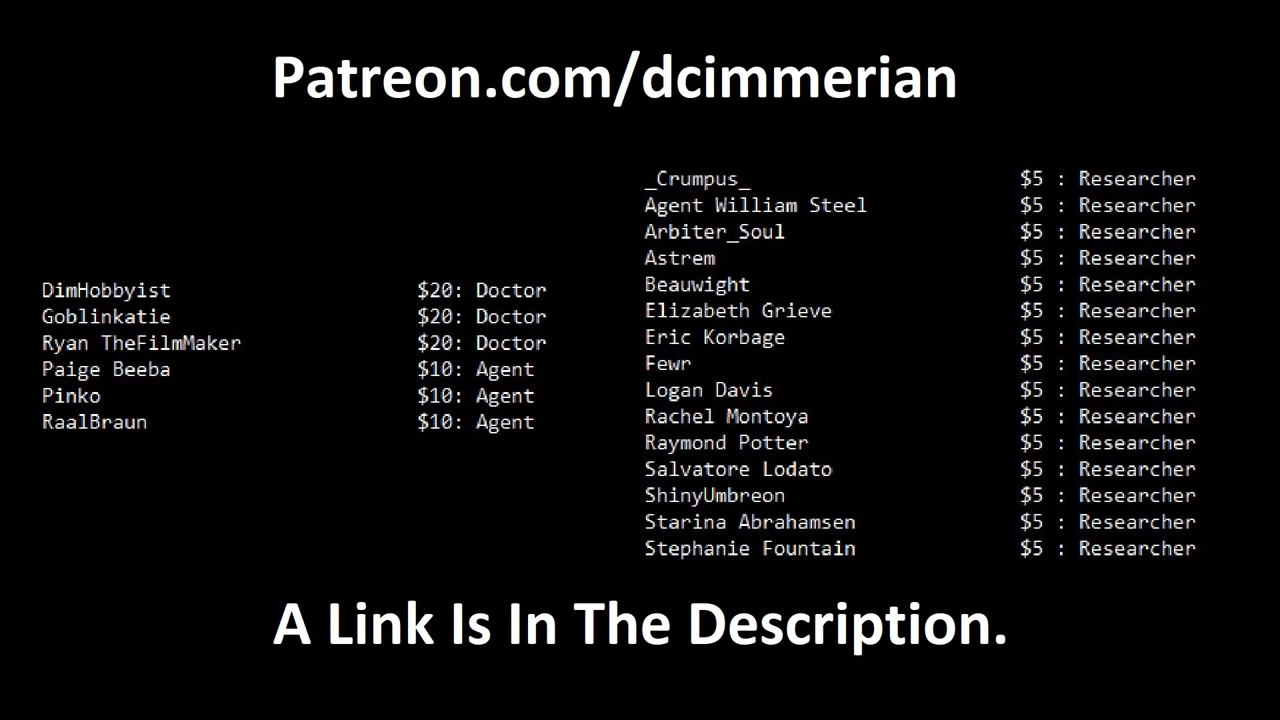 Patreon.com/dcimmerian
DimHobbyist $20: Doctor
Goblinkatie $20: Doctor
Ryan TheFilmMaker $20: Doctor
Paige Beeba $10: Agent
Pinko $10: Agent
RaalBraun $10: Agent
_Crumpus_ $5 : Researcher
Agent William Steel $5 : Researcher
Arbiter_Soul $5 : Researcher
Astrem $5 : Researcher
Beauwight $5 : Researcher
Elizabeth Grieve $5 : Researcher
Eric Korbage $5 : Researcher
Fewr $5 : Researcher
Logan Davis $5 : Researcher
Rachel Montoya $5 : Researcher
Raymond Potter $5 : Researcher
Salvatore Lodato $5 : Researcher
ShinyUmbreon $5 : Researcher
Starina Abrahamsen $5 : Researcher
Stephanie Fountain $5 : Researcher
A Link Is In The Description.